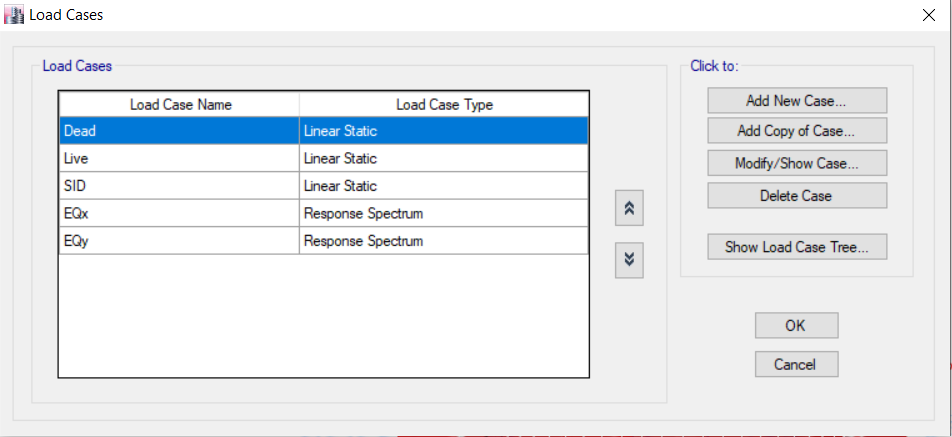 Load Cases
Load Cases
Load Case Name Load Case Type
Dead Linear Static
Live Linear Static
SID Linear Static
EQx Response Spectrum
EQy Response Spectrum
Click to:
Add New Case...
Add Copy of Case...
Modify/Show Case...
Delete Case
Show Load Case Tree...
OK
Cancel